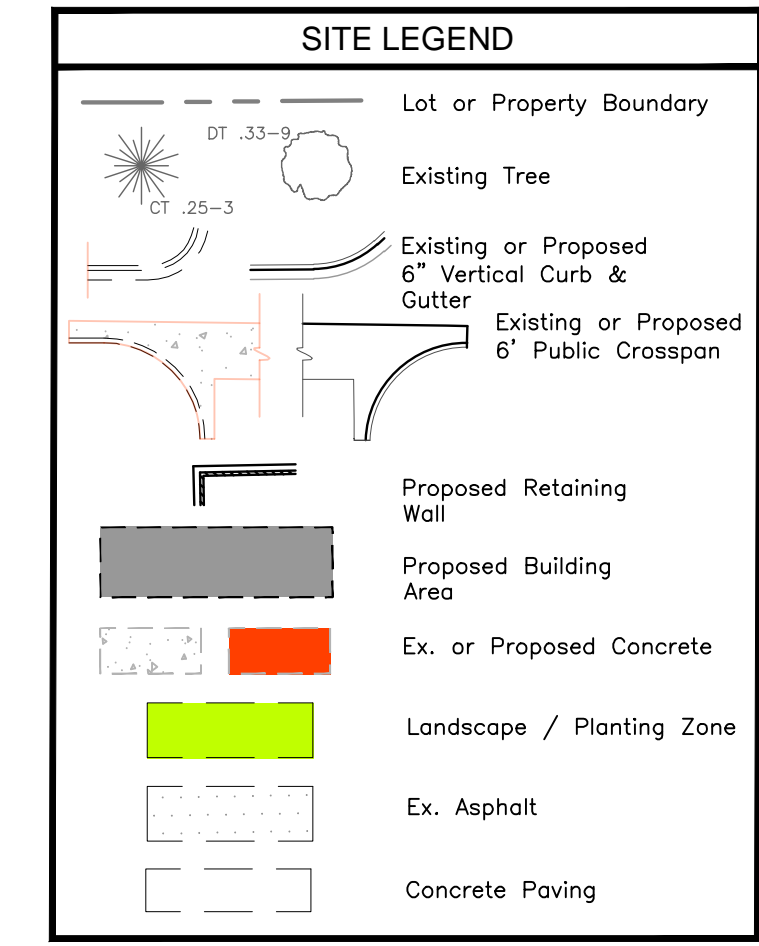 SITE LEGEND
Lot or Property Boundary
DT .33-9
CT .25-3
Existing Tree
Existing or Proposed
6" Vertical Curb &
Gutter
Existing or Proposed
6' Public Crosspan
Proposed Retaining
Wall
Proposed Building
Area
Ex. or Proposed Concrete
Landscape / Planting Zone
Ex. Asphalt
Concrete Paving